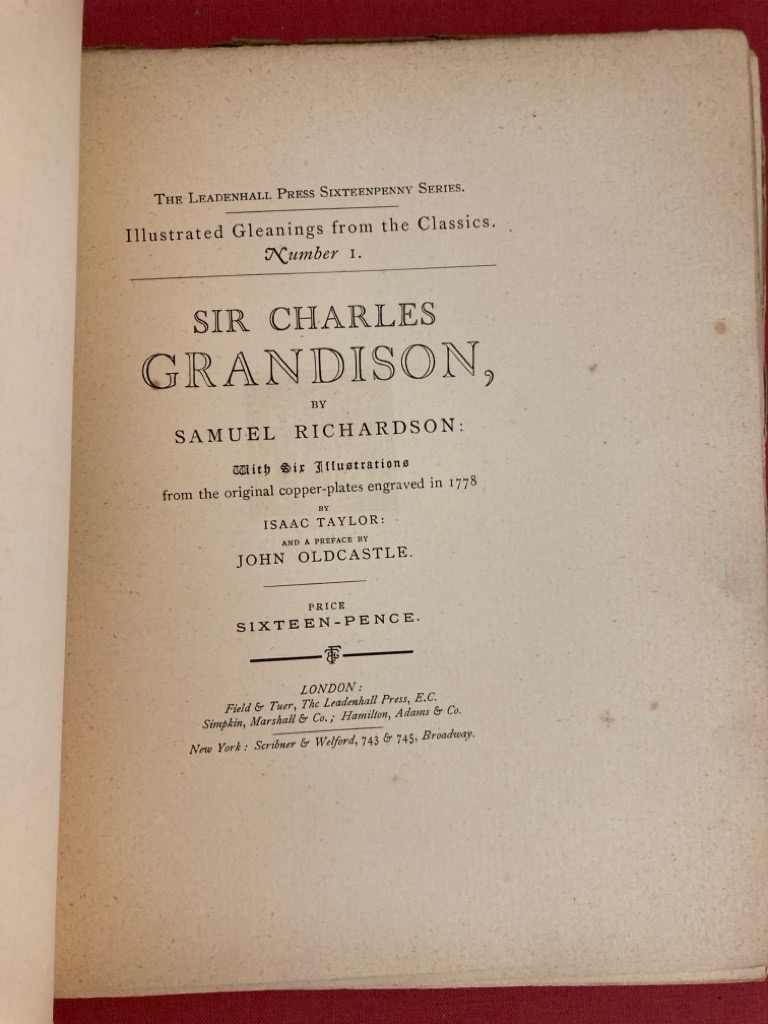 The Leadenhall Press Sixteenpenny Series.
Illustrated Gleanings from the Classics.
Number 1.
SIR CHARLES
GRANDISON,
BY
SAMUEL RICHARDSON:
With Six Illustrations
from the original copper-plates engraved in 1778
BY
ISAAC TAYLOR:
AND A PREFACE BY
JOHN OLDCASTLE.
PRICE
SIXTEEN-PENCE.
LONDON:
Field & Tuer, The Leadenhall Press, E.C.
Simpkin, Marshall & Co.; Hamilton, Adams & Co.
New York: Scribner & Welford, 743 & 745, Broadway.